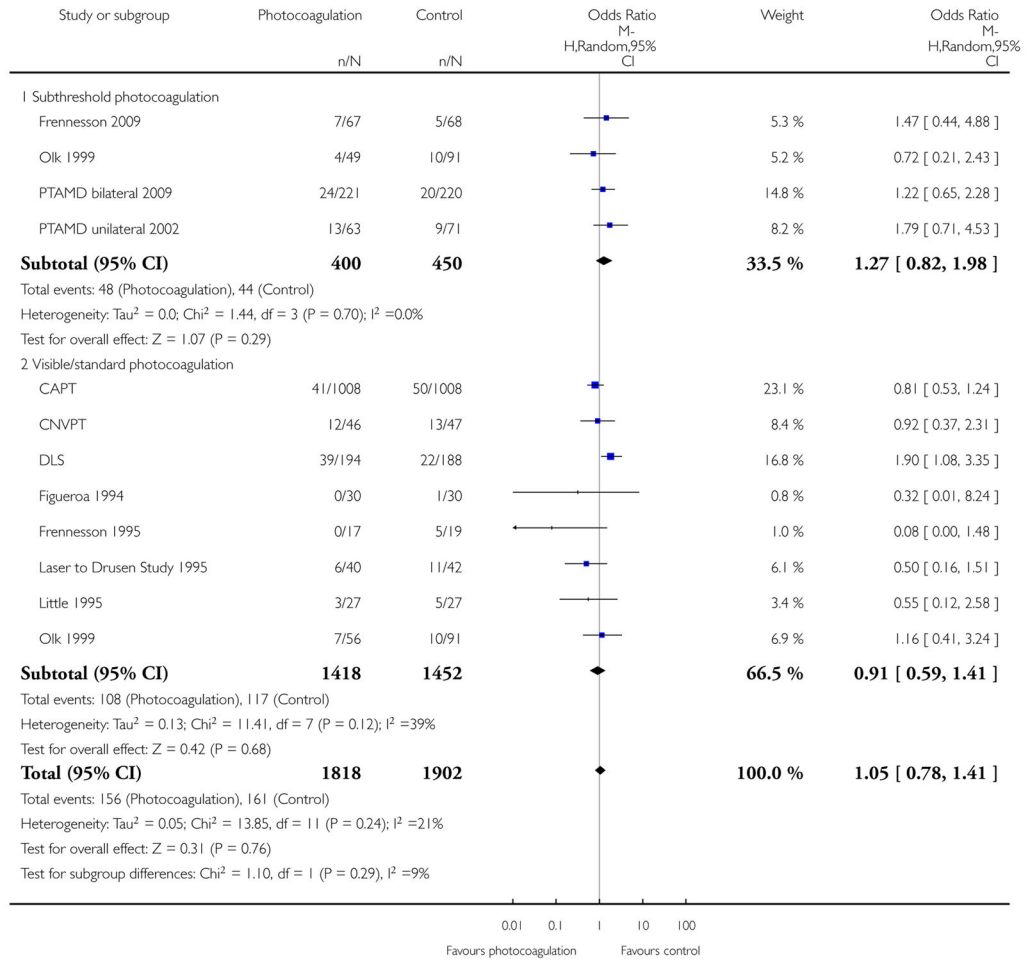 Study or subgroup Photocoagulation Control Odds Ratio Weight Odds Ratio
M- M-
H,Random,95% H,Random,95%
n/N n/N CI CI
1 Subthreshold photocoagulation
Frennesson 2009 7/67 5/68 5.3 % 1.47 [ 0.44, 4.88 ]
Olk 1999 4/49 10/91 5.2 % 0.72 [ 0.21, 2.43 ]
PTAMD bilateral 2009 24/221 20/220 14.8 % 1.22 [ 0.65, 2.28 ]
PTAMD unilateral 2002 13/63 9/71 8.2 % 1.79 [ 0.71, 4.53 ]
Subtotal (95% CI) 400 450 33.5 % 1.27 [ 0.82, 1.98 ]
Total events: 48 (Photocoagulation), 44 (Control)
Heterogeneity: Tau² = 0.0; Chi² = 1.44, df = 3 (P = 0.70); I² =0.0%
Test for overall effect: Z = 1.07 (P = 0.29)
2 Visible/standard photocoagulation
CAPT 41/1008 50/1008 23.1 % 0.81 [ 0.53, 1.24 ]
CNVPT 12/46 13/47 8.4 % 0.92 [ 0.37, 2.31 ]
DLS 39/194 22/188 16.8 % 1.90 [ 1.08, 3.35 ]
Figueroa 1994 0/30 1/30 0.8 % 0.32 [ 0.01, 8.24 ]
Frennesson 1995 0/17 5/19 1.0 % 0.08 [ 0.00, 1.48 ]
Laser to Drusen Study 1995 6/40 11/42 6.1 % 0.50 [ 0.16, 1.51 ]
Little 1995 3/27 5/27 3.4 % 0.55 [ 0.12, 2.58 ]
Olk 1999 7/56 10/91 6.9 % 1.16 [ 0.41, 3.24 ]
Subtotal (95% CI) 1418 1452 66.5 % 0.91 [ 0.59, 1.41 ]
Total events: 108 (Photocoagulation), 117 (Control)
Heterogeneity: Tau² = 0.13; Chi² = 11.41, df = 7 (P = 0.12); I² =39%
Test for overall effect: Z = 0.42 (P = 0.68)
Total (95% CI) 1818 1902 100.0 % 1.05 [ 0.78, 1.41 ]
Total events: 156 (Photocoagulation), 161 (Control)
Heterogeneity: Tau² = 0.05; Chi² = 13.85, df = 11 (P = 0.24); I² =21%
Test for overall effect: Z = 0.31 (P = 0.76)
Test for subgroup differences: Chi² = 1.10, df = 1 (P = 0.29), I² =9%
0.01 0.1 1 10 100
Favours photocoagulation Favours control